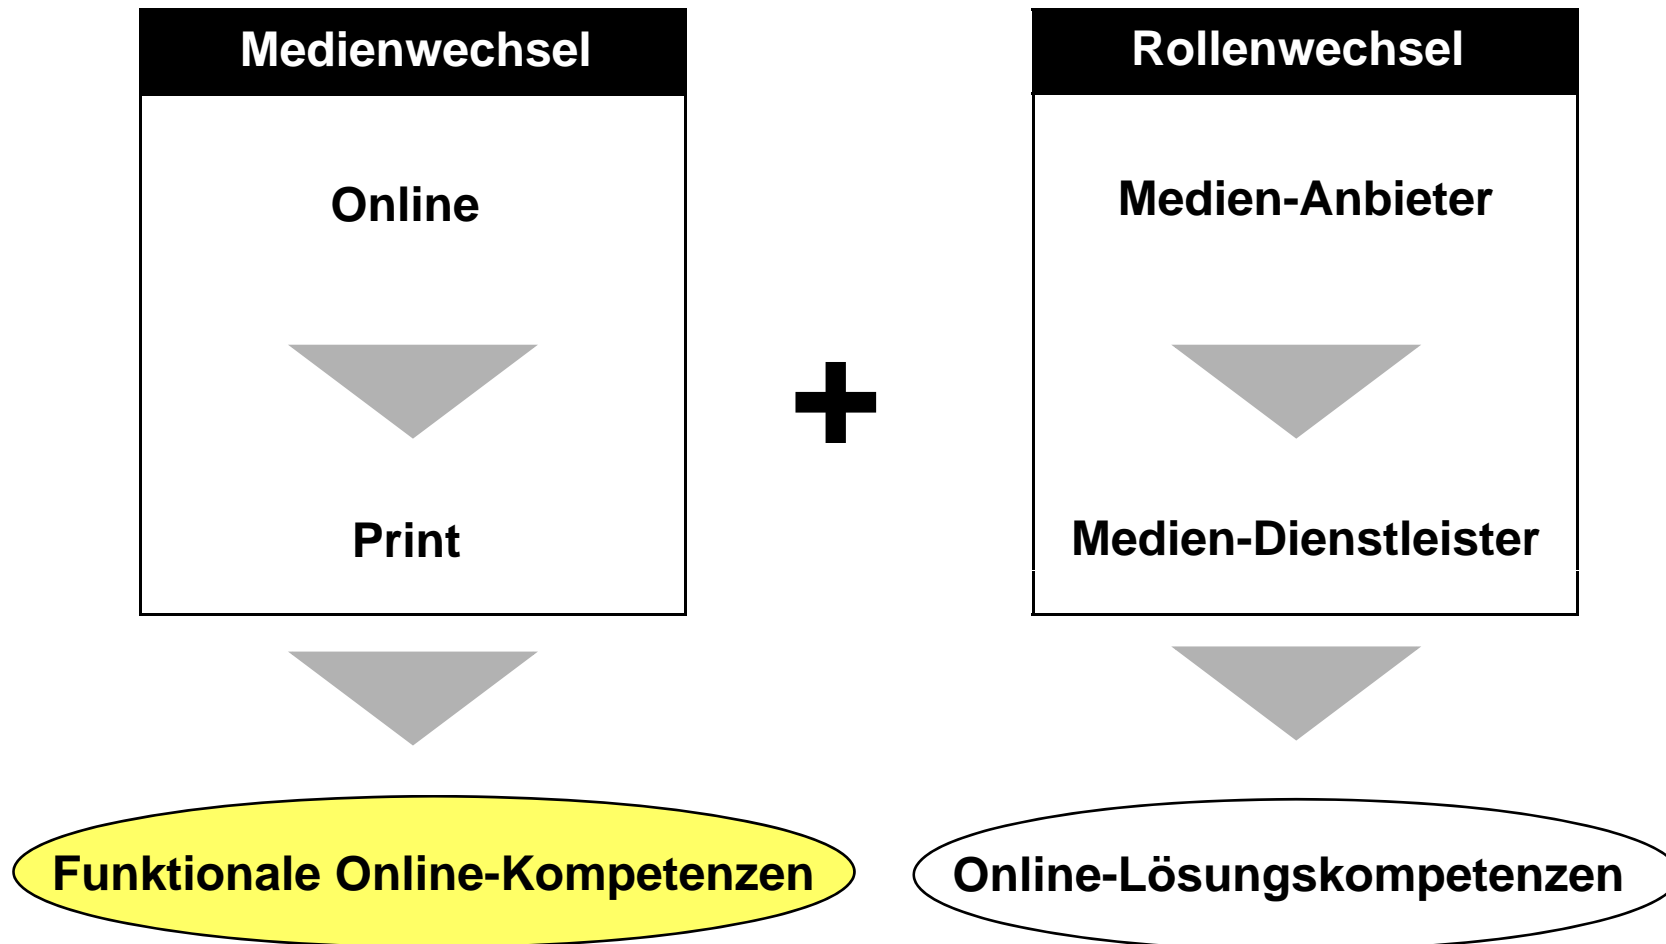 Medienwechsel
Online
Print
Funktionale Online-Kompetenzen
+
Rollenwechsel
Medien-Anbieter
Medien-Dienstleister
Online-Lösungskompetenzen